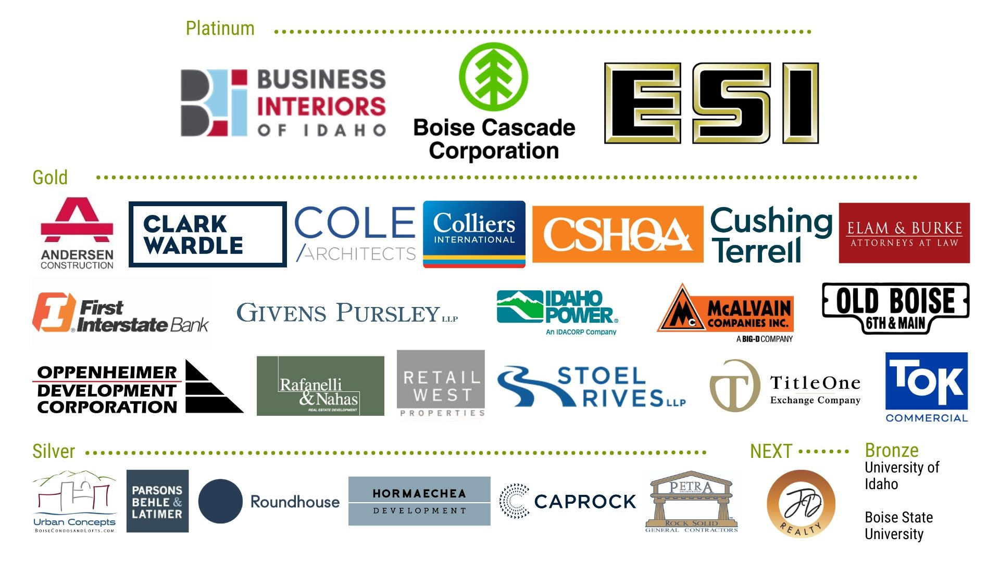 Platinum
BUSINESS
INTERIORS
OF IDAHO
Boise Cascade
Corporation
ESI
Gold
ANDERSEN
CONSTRUCTION
CLARK
WARDLE
COLE
/ARCHITECTS
Colliers
INTERNATIONAL
CSHQA
Cushing
Terrell
ELAM & BURKE
ATTORNEYS AT LAW
First
Interstate Bank
GIVENS PURSLEY LLP
IDAHO
POWER®
An IDACORP Company
Mc
MCALVAIN
COMPANIES INC.
A BIG-D COMPANY
OLD BOISE
6TH & MAIN
OPPENHEIMER
DEVELOPMENT
CORPORATION
Rafanelli
& Nahas
REAL ESTATE DEVELOPMENT
RETAIL
WEST
PROPERTIES
STOEL
RIVES LLP
TitleOne
Exchange Company
TOK
COMMERCIAL
Silver
Urban Concepts
BOISECONDOSANDLOFTS.COM
PARSONS
BEHLE &
LATIMER
Roundhouse
HORMAECHEA
DEVELOPMENT
CAPROCK
PETRA
INCORPORATED
ROCK SOLID
GENERAL CONTRACTORS
NEXT
JD
REALTY
Bronze
University of
Idaho
Boise State
University